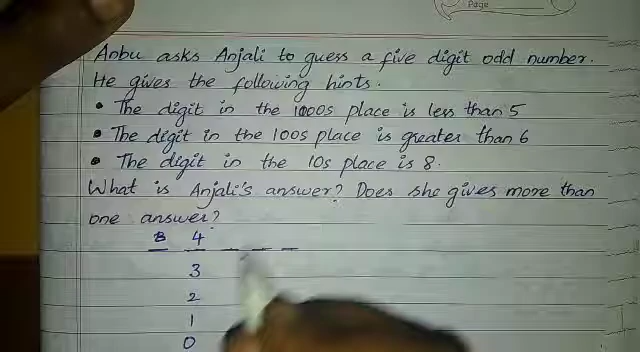 Page
Anbu asks Anjali to guess a five digit odd number.
He gives the following hints.
• The digit in the 1000s place is less than 5
• The digit in the 100s place is greater than 6
• The digit in the 10s place is 8.
What is Anjali's answer? Does she gives more than
one answer?
8 4
3
2
1
0